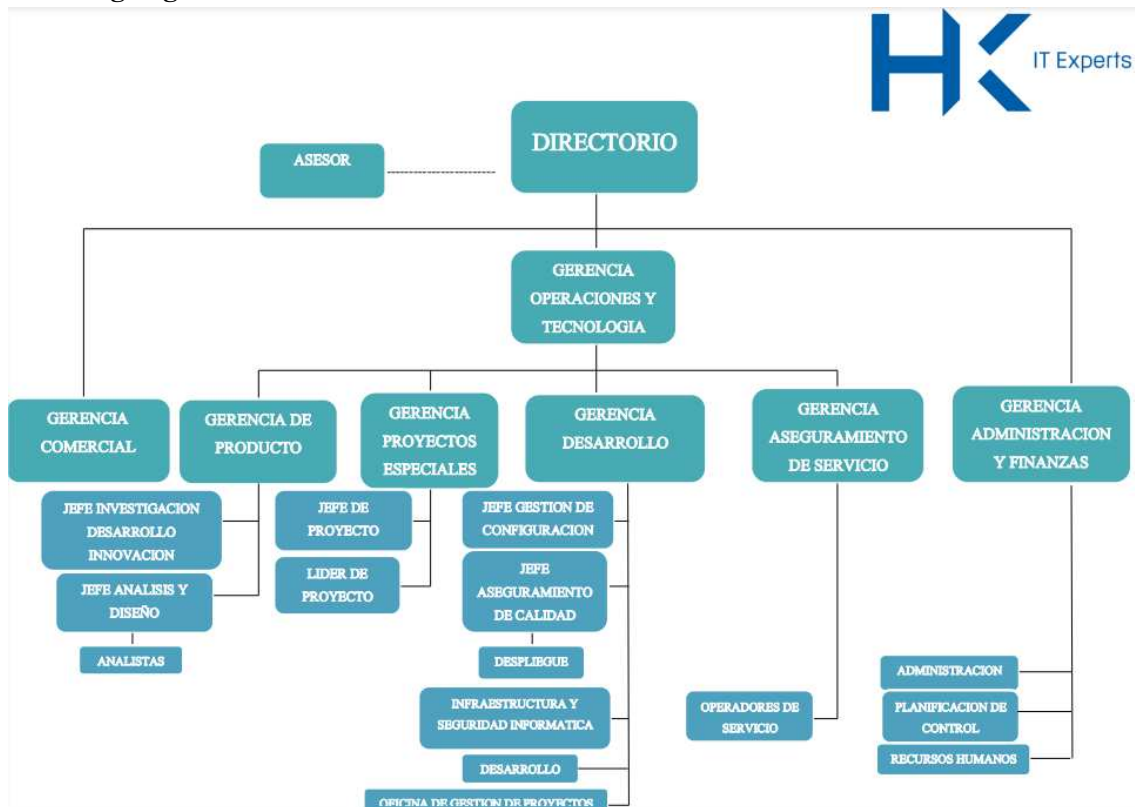 HK IT Experts
DIRECTORIO
ASESOR
GERENCIA
OPERACIONES Y
TECNOLOGIA
GERENCIA
COMERCIAL
GERENCIA DE
PRODUCTO
GERENCIA
PROYECTOS
ESPECIALES
GERENCIA
DESARROLLO
GERENCIA
ASEGURAMIENTO
DE SERVICIO
GERENCIA
ADMINISTRACION
Y FINANZAS
JEFE INVESTIGACION
DESARROLLO
INNOVACION
JEFE ANALISIS Y
DISEÑO
ANALISTAS
JEFE DE
PROYECTO
LIDER DE
PROYECTO
JEFE GESTION DE
CONFIGURACION
JEFE
ASEGURAMIENTO
DE CALIDAD
DESPLIEGUE
INFRAESTRUCTURA Y
SEGURIDAD INFORMATICA
DESARROLLO
OFICINA DE GESTION DE PROYECTOS
OPERADORES DE
SERVICIO
ADMINISTRACION
PLANIFICACION DE
CONTROL
RECURSOS HUMANOS